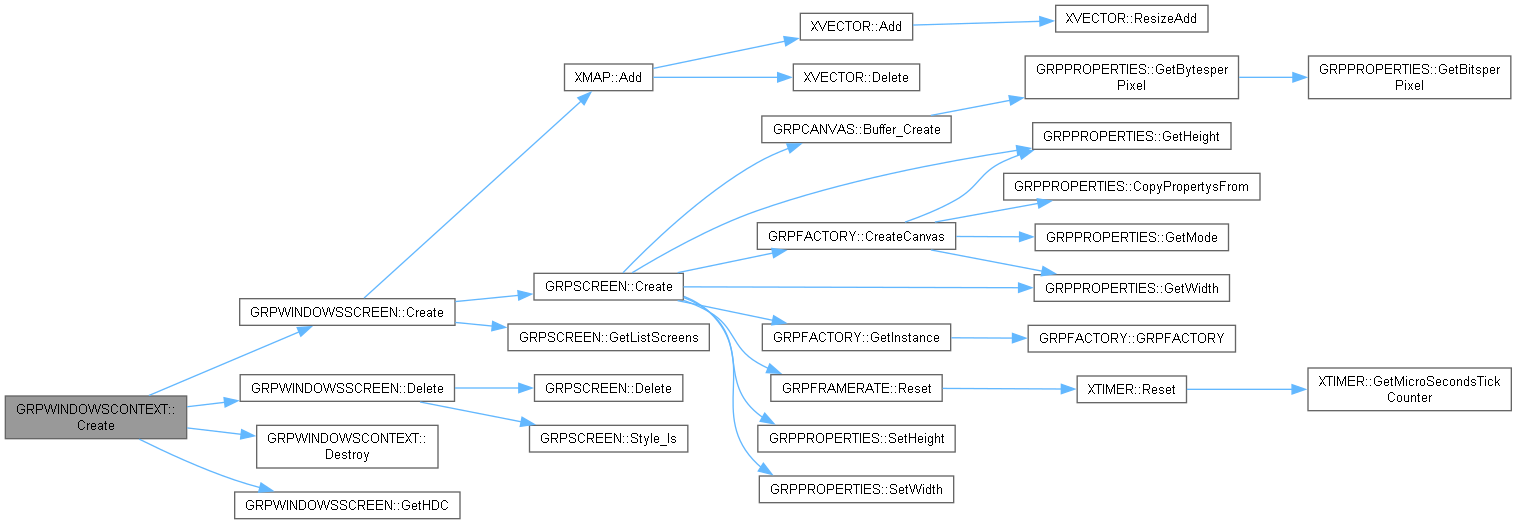 GRPWINDOWSCONTEXT::
Create
GRPWINDOWSSCREEN::Create
XMAP::Add
XVECTOR::Add
XVECTOR::ResizeAdd
XVECTOR::Delete
GRPSCREEN::Create
GRPCANVAS::Buffer_Create
GRPPROPERTIES::GetBytesper
Pixel
GRPPROPERTIES::GetBitsper
Pixel
GRPPROPERTIES::GetHeight
GRPFACTORY::CreateCanvas
GRPPROPERTIES::CopyPropertysFrom
GRPPROPERTIES::GetMode
GRPPROPERTIES::GetWidth
GRPFACTORY::GetInstance
GRPFACTORY::GRPFACTORY
GRPFRAMERATE::Reset
XTIMER::Reset
XTIMER::GetMicroSecondsTick
Counter
GRPPROPERTIES::SetHeight
GRPPROPERTIES::SetWidth
GRPSCREEN::GetListScreens
GRPWINDOWSSCREEN::Delete
GRPSCREEN::Delete
GRPSCREEN::Style_Is
GRPWINDOWSCONTEXT::
Destroy
GRPWINDOWSSCREEN::GetHDC